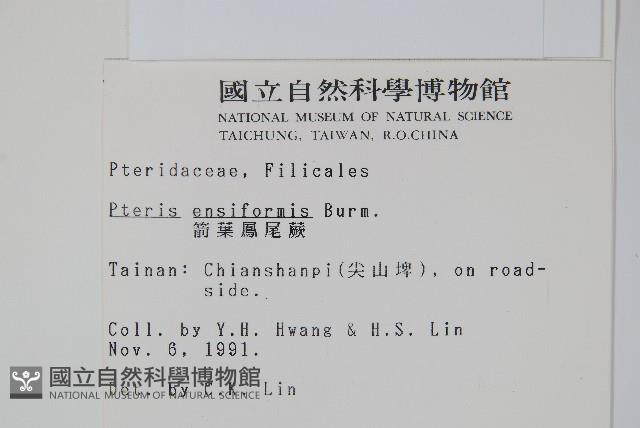 國立自然科學博物館
NATIONAL MUSEUM OF NATURAL SCIENCE
TAICHUNG, TAIWAN, R.O.CHINA
Pteridaceae, Filicales
Pteris ensiformis Burm.
箭葉鳳尾蕨
Tainan: Chianshanpi(尖山埤), on road-
side.
Coll. by Y.H. Hwang & H.S. Lin
Nov. 6, 1991.
Det. by C.K. Lin
國立自然科學博物館
NATIONAL MUSEUM OF NATURAL SCIENCE